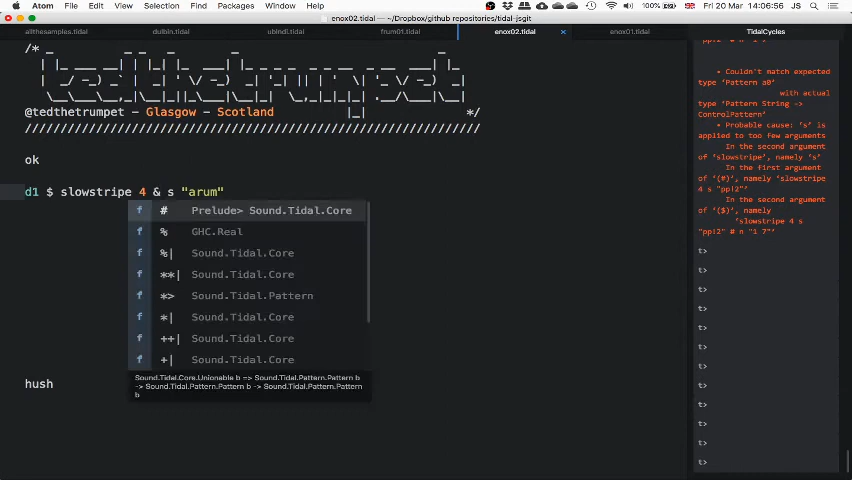 Atom File Edit View Selection Find Packages Window Help 100% Fri 20 Mar 14:06:56 JS
enox02.tidal — ~/Dropbox/github repositories/tidal-jsgit
allthesamples.tidal dulbin.tidal ubindi.tidal frum01.tidal enox02.tidal enox01.tidal TidalCycles
/*
@tedthetrumpet - Glasgow - Scotland */
////////////////////////////////////////////////////////////////
ok
d1 $ slowstripe 4 & s "arum"
# Prelude> Sound.Tidal.Core
% GHC.Real
%| Sound.Tidal.Core
**| Sound.Tidal.Core
*> Sound.Tidal.Pattern
*| Sound.Tidal.Core
++| Sound.Tidal.Core
+| Sound.Tidal.Core
Sound.Tidal.Core.Unionable b => Sound.Tidal.Pattern.Pattern b
-> Sound.Tidal.Pattern.Pattern b -> Sound.Tidal.Pattern.Pattern
b
hush
• Couldn't match expected
type ‘Pattern a0’
with actual
type ‘Pattern String ->
ControlPattern’
• Probable cause: ‘s’ is
applied to too few arguments
In the second argument
of ‘slowstripe’, namely ‘s’
In the first argument
of ‘(#)’, namely ‘slowstripe
4 s "pp!2"’
In the second argument
of ‘($)’, namely
‘slowstripe 4 s
"pp!2" # n "1 7"’
t>
t>
t>
t>
t>
t>
t>
t>
t>
t>
t>
t>